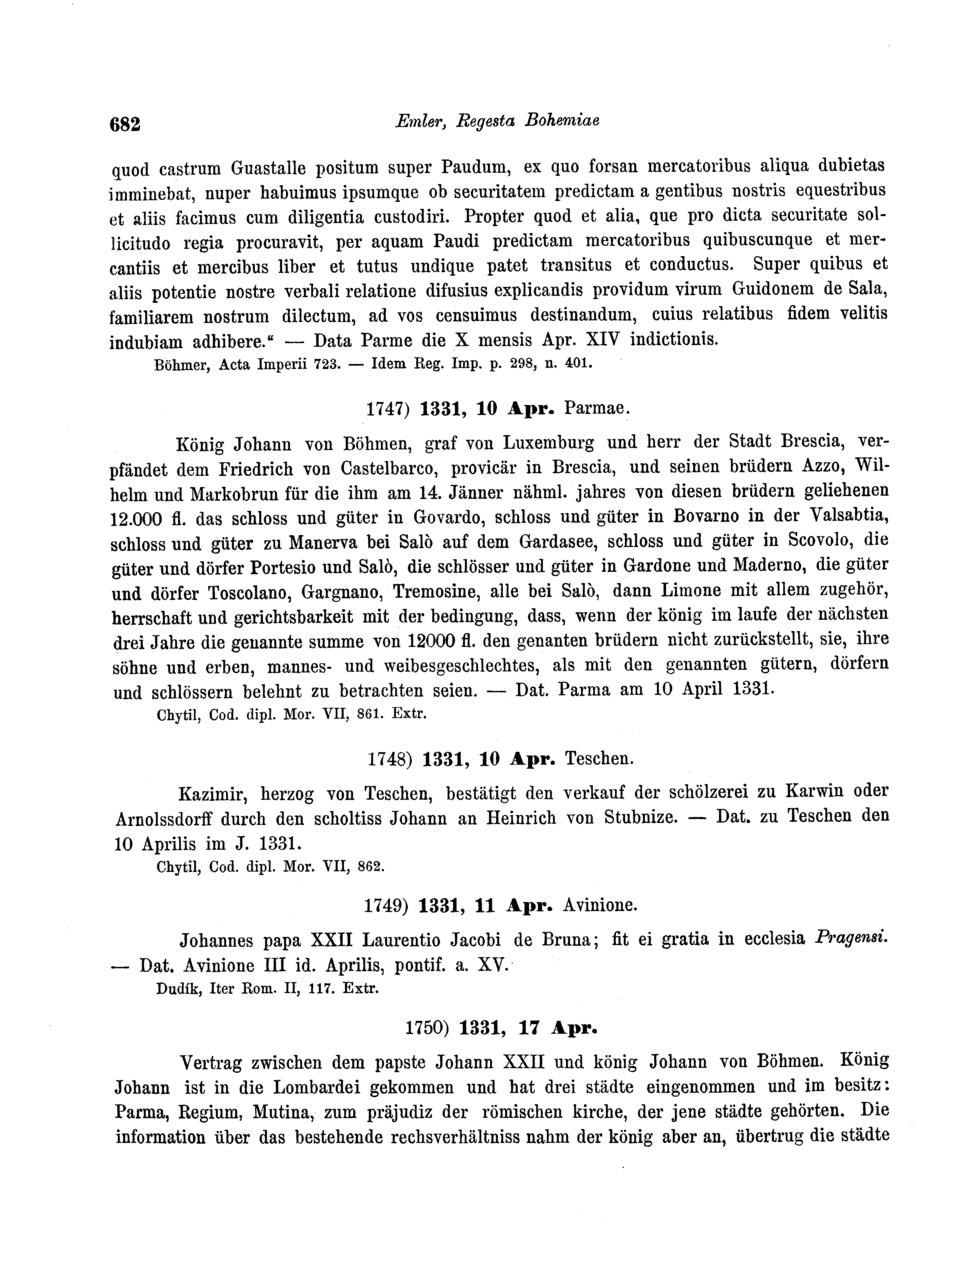 682
Emler, Regesta Bohemiae
quod castrum Guastalle positum super Paudum, ex quo forsan mercatoribus aliqua dubietas
imminebat, nuper habuimus ipsumque ob securitatem predictam a gentibus nostris equestribus
et aliis facimus cum diligentia custodiri. Propter quod et alia, que pro dicta securitate sol-
licitudo regia procuravit, per aquam Paudi predictam mercatoribus quibuscunque et mer-
cantiis et mercibus liber et tutus undique patet transitus et conductus. Super quibus et
aliis potentie nostre verbali relatione difusius explicandis providum virum Guidonem de Sala,
familiarem nostrum dilectum, ad vos censuimus destinandum, cuius relatibus fidem velitis
indubiam adhibere.“ — Data Parme die X mensis Apr. XIV indictionis.
Böhmer, Acta Imperii 723. — Idem Reg. Imp. p. 298, n. 401.
1747) 1331, 10 Apr. Parmae.
König Johann von Böhmen, graf von Luxemburg und herr der Stadt Brescia, ver-
pfändet dem Friedrich von Castelbarco, provicär in Brescia, und seinen brüdern Azzo, Wil-
helm und Markobrun für die ihm am 14. Jänner nähml. jahres von diesen brüdern geliehenen
12.000 fl. das schloss und güter in Govardo, schloss und güter in Bovarno in der Valsabtia,
schloss und güter zu Manerva bei Salò auf dem Gardasee, schloss und güter in Scovolo, die
güter und dörfer Portesio und Salò, die schlösser und güter in Gardone und Maderno, die güter
und dörfer Toscolano, Gargnano, Tremosine, alle bei Salò, dann Limone mit allem zugehör,
herrschaft und gerichtsbarkeit mit der bedingung, dass, wenn der könig im laufe der nächsten
drei Jahre die genannte summe von 12000 fl. den genanten brüdern nicht zurückstellt, sie, ihre
söhne und erben, mannes- und weibesgeschlechtes, als mit den genannten gütern, dörfern
und schlössern belehnt zu betrachten seien. — Dat. Parma am 10 April 1331.
Chytil, Cod. dipl. Mor. VII, 861. Extr.
1748) 1331, 10 Apr. Teschen.
Kazimir, herzog von Teschen, bestätigt den verkauf der schölzerei zu Karwin oder
Arnolssdorff durch den scholtiss Johann an Heinrich von Stubnize. — Dat. zu Teschen den
10 Aprilis im J. 1331.
Chytil, Cod. dipl. Mor. VII, 862.
1749) 1331, 11 Apr. Avinione.
Johannes papa XXII Laurentio Jacobi de Bruna; fit ei gratia in ecclesia Pragensi.
— Dat. Avinione III id. Aprilis, pontif. a. XV.
Dudík, Iter Rom. II, 117. Extr.
1750) 1331, 17 Apr.
Vertrag zwischen dem papste Johann XXII und könig Johann von Böhmen. König
Johann ist in die Lombardei gekommen und hat drei städte eingenommen und im besitz:
Parma, Regium, Mutina, zum präjudiz der römischen kirche, der jene städte gehörten. Die
information über das bestehende rechsverhältniss nahm der könig aber an, übertrug die städte